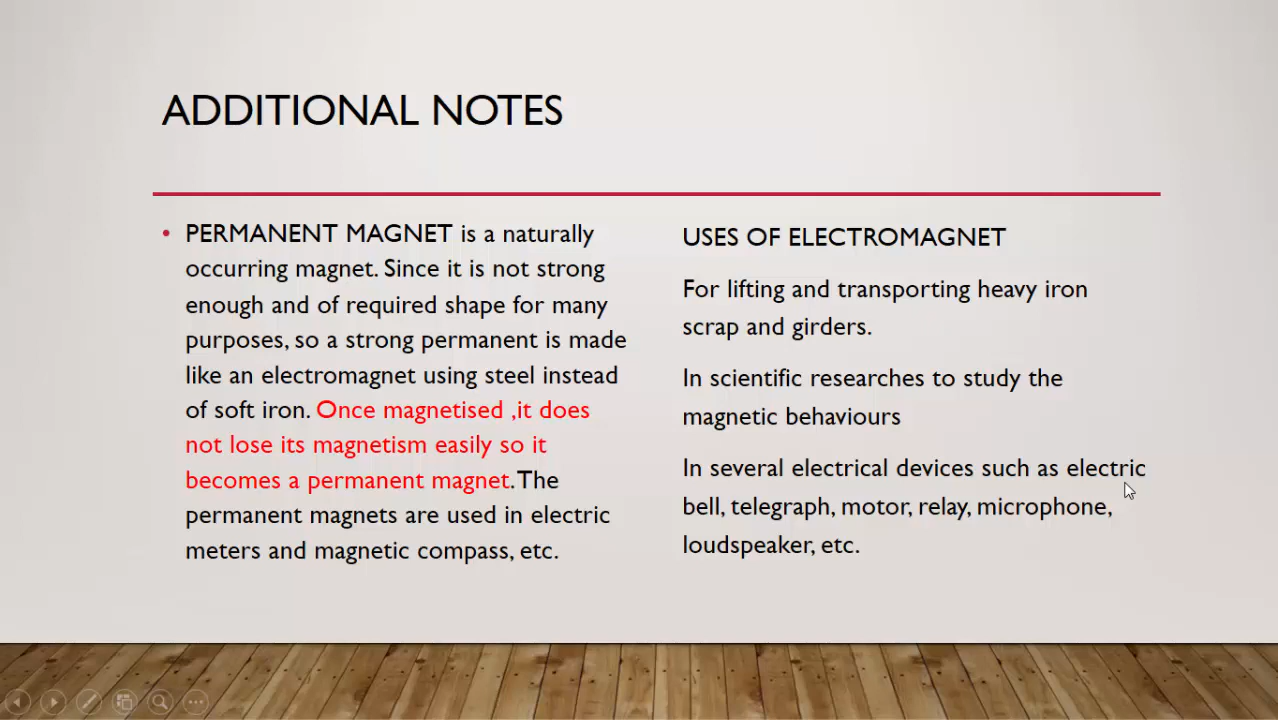 ADDITIONAL NOTES
• PERMANENT MAGNET is a naturally
occurring magnet. Since it is not strong
enough and of required shape for many
purposes, so a strong permanent is made
like an electromagnet using steel instead
of soft iron. Once magnetised ,it does
not lose its magnetism easily so it
becomes a permanent magnet. The
permanent magnets are used in electric
meters and magnetic compass, etc.
USES OF ELECTROMAGNET
For lifting and transporting heavy iron
scrap and girders.
In scientific researches to study the
magnetic behaviours
In several electrical devices such as electric
bell, telegraph, motor, relay, microphone,
loudspeaker, etc.